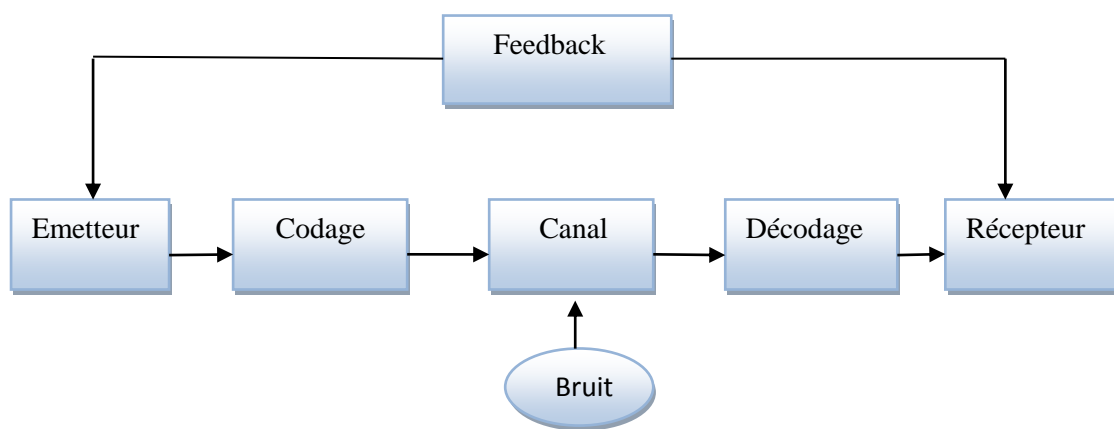 Feedback
Emetteur
Codage
Canal
Décodage
Récepteur
Bruit